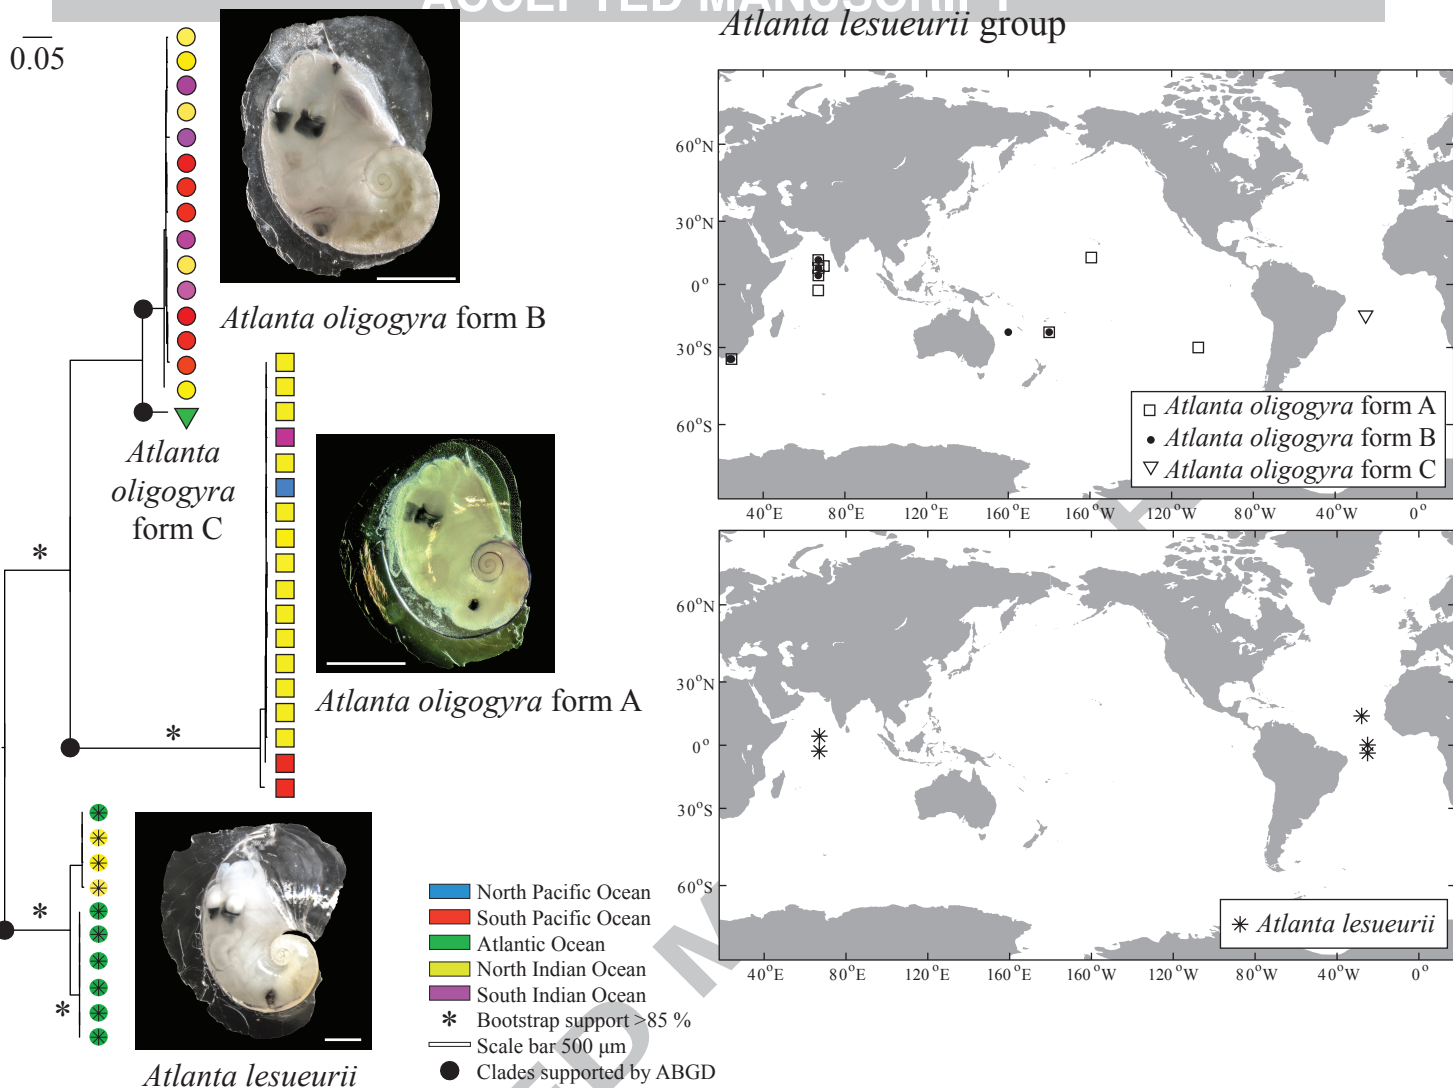 ACCEPTED MANUSCRIPT
Atlanta lesueurii group
0.05
Atlanta oligogyra form B
Atlanta
oligogyra
form C
*
Atlanta oligogyra form A
*
*
*
Atlanta lesueurii
North Pacific Ocean
South Pacific Ocean
Atlantic Ocean
North Indian Ocean
South Indian Ocean
* Bootstrap support >85 %
Scale bar 500 μm
Clades supported by ABGD
60°N
30°N
0°
30°S
60°S
40°E 80°E 120°E 160°E 160°W 120°W 80°W 40°W 0°
Atlanta oligogyra form A
Atlanta oligogyra form B
Atlanta oligogyra form C
60°N
30°N
0°
30°S
60°S
40°E 80°E 120°E 160°E 160°W 120°W 80°W 40°W 0°
Atlanta lesueurii